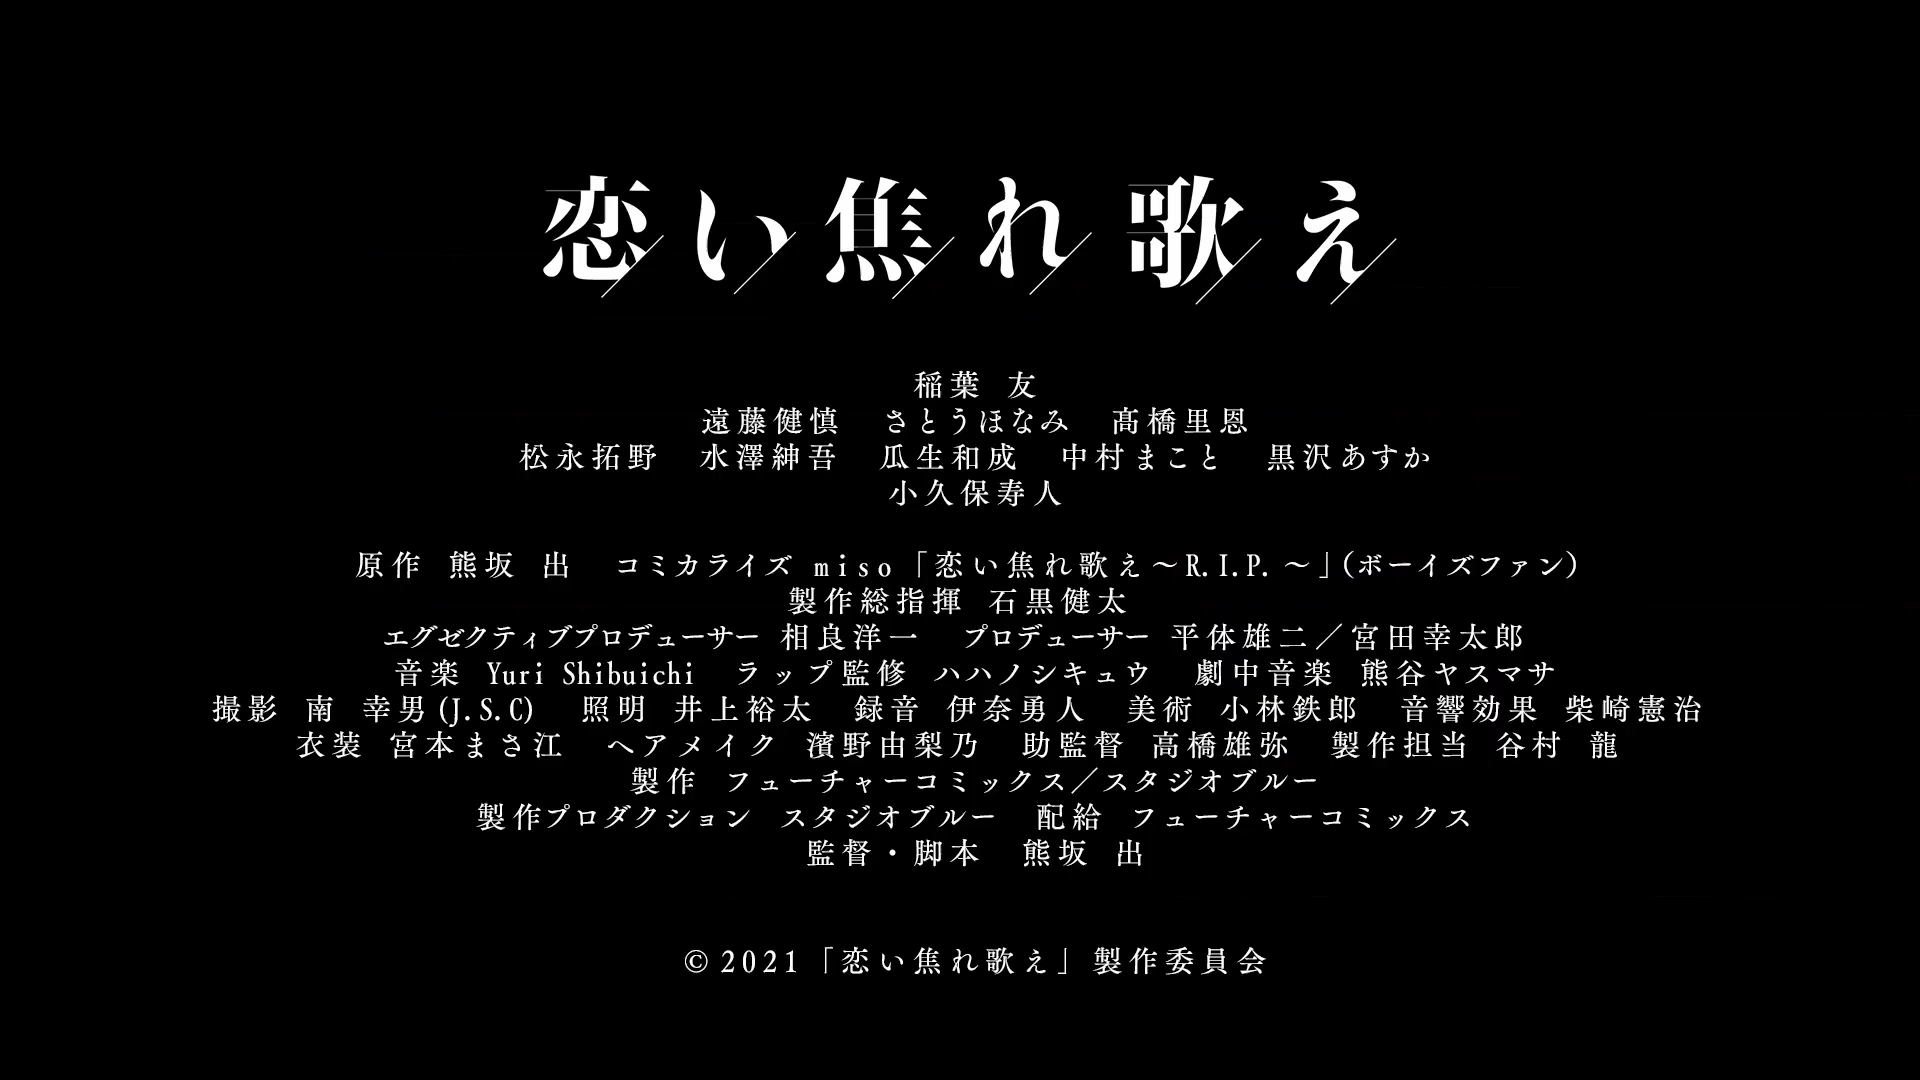 恋い焦れ歌え
稲葉 友
遠藤健慎 さとうほなみ 髙橋里恩
松永拓野 水澤紳吾 瓜生和成 中村まこと 黒沢あすか
小久保寿人
原作 熊坂 出 コミカライズ miso「恋い焦れ歌え～R.I.P.～」(ボーイズファン)
製作総指揮 石黒健太
エグゼクティブプロデューサー 相良洋一 プロデューサー 平体雄二／宮田幸太郎
音楽 Yuri Shibuichi ラップ監修 ハハノシキュウ 劇中音楽 熊谷ヤスマサ
撮影 南 幸男(J.S.C) 照明 井上裕太 録音 伊奈勇人 美術 小林鉄郎 音響効果 柴崎憲治
衣装 宮本まさ江 ヘアメイク 濱野由梨乃 助監督 高橋雄弥 製作担当 谷村 龍
製作 フューチャーコミックス／スタジオブルー
製作プロダクション スタジオブルー 配給 フューチャーコミックス
監督・脚本 熊坂 出
©2021「恋い焦れ歌え」製作委員会